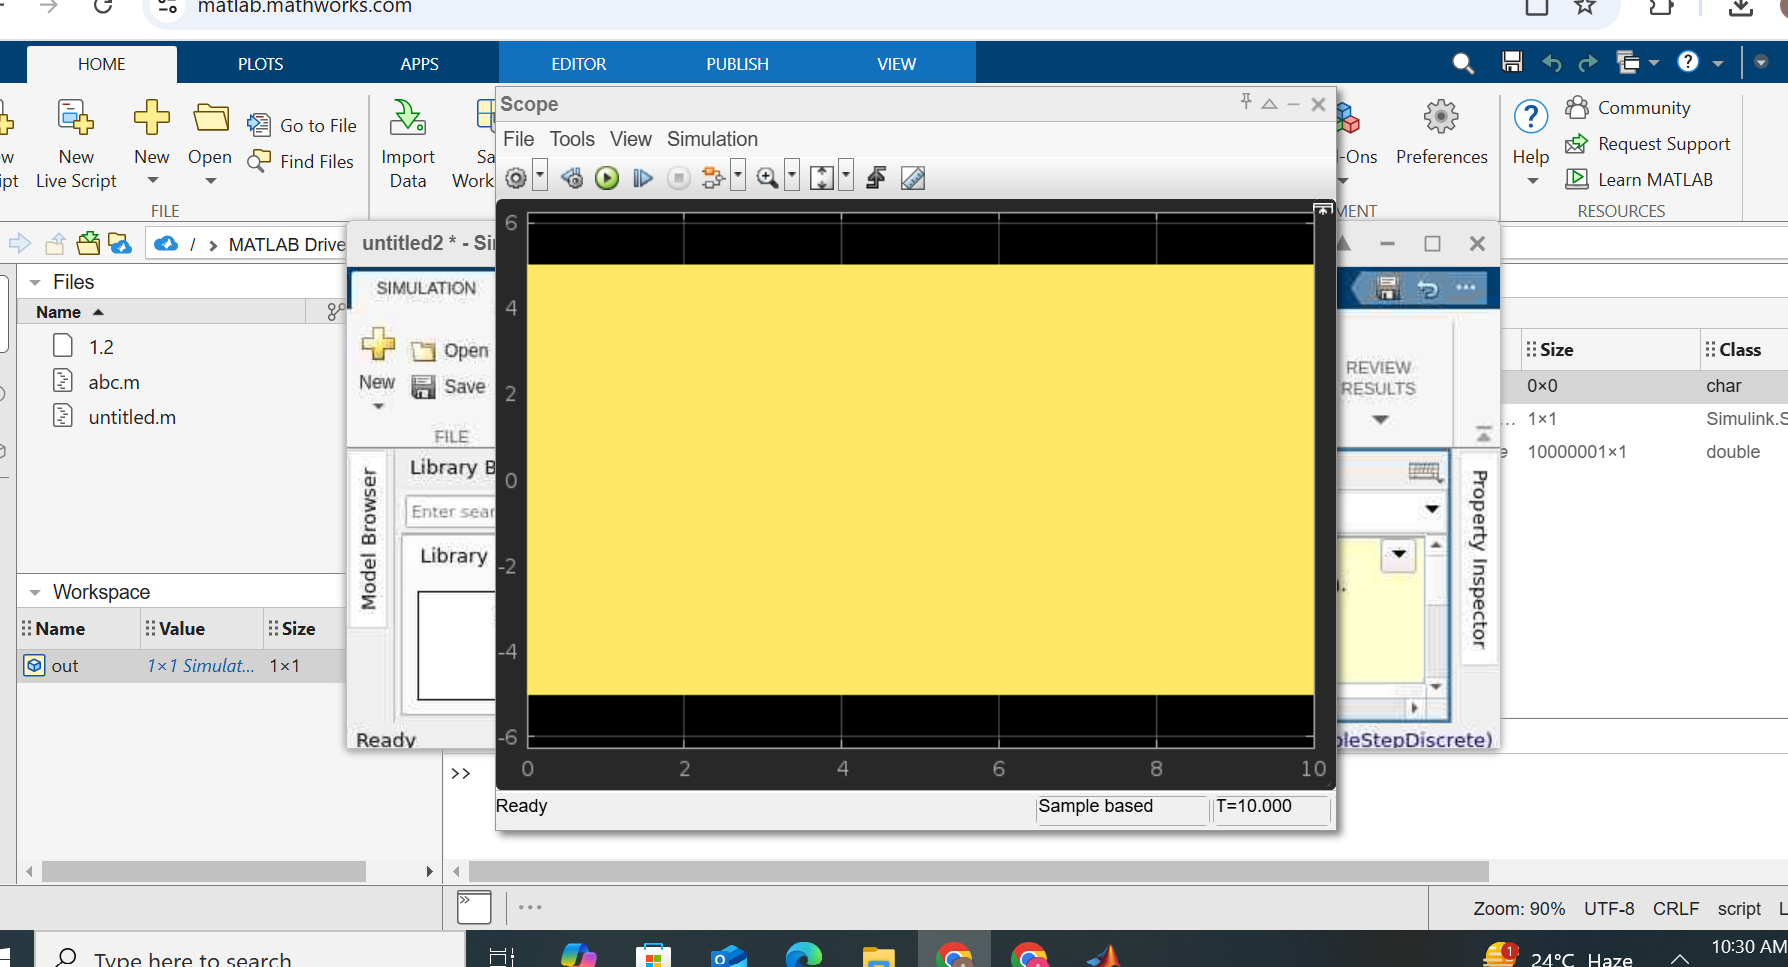 matlab.mathworks.com
HOME PLOTS APPS EDITOR PUBLISH VIEW
New
Live Script
New
Open
Go to File
Find Files
Import
Data
Preferences
Help
Community
Request Support
Learn MATLAB
FILE
RESOURCES
/ > MATLAB Drive
Files
Name
1.2
abc.m
untitled.m
Workspace
Name Value Size
out 1×1 Simulat... 1×1
untitled2 * - Si
SIMULATION
New
Open
Save
FILE
Library B
Enter sear
Library
Model Browser
Ready
Scope
File Tools View Simulation
6
4
2
0
-2
-4
-6
0 2 4 6 8 10
Ready Sample based T=10.000
REVIEW
RESULTS
Property Inspector
bleStepDiscrete)
Size Class
0×0 char
1×1 Simulink.S
10000001×1 double
>>
Zoom: 90% UTF-8 CRLF script
Type here to search
1
24°C Haze
10:30 AM